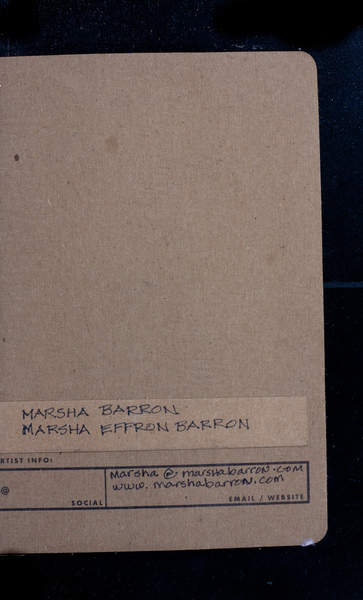 MARSHA BARRON
MARSHA EFFRON BARRON
RTIST INFO:
marsha@marshabarron.com
www.marshabarron.com
@
SOCIAL
EMAIL / WEBSITE